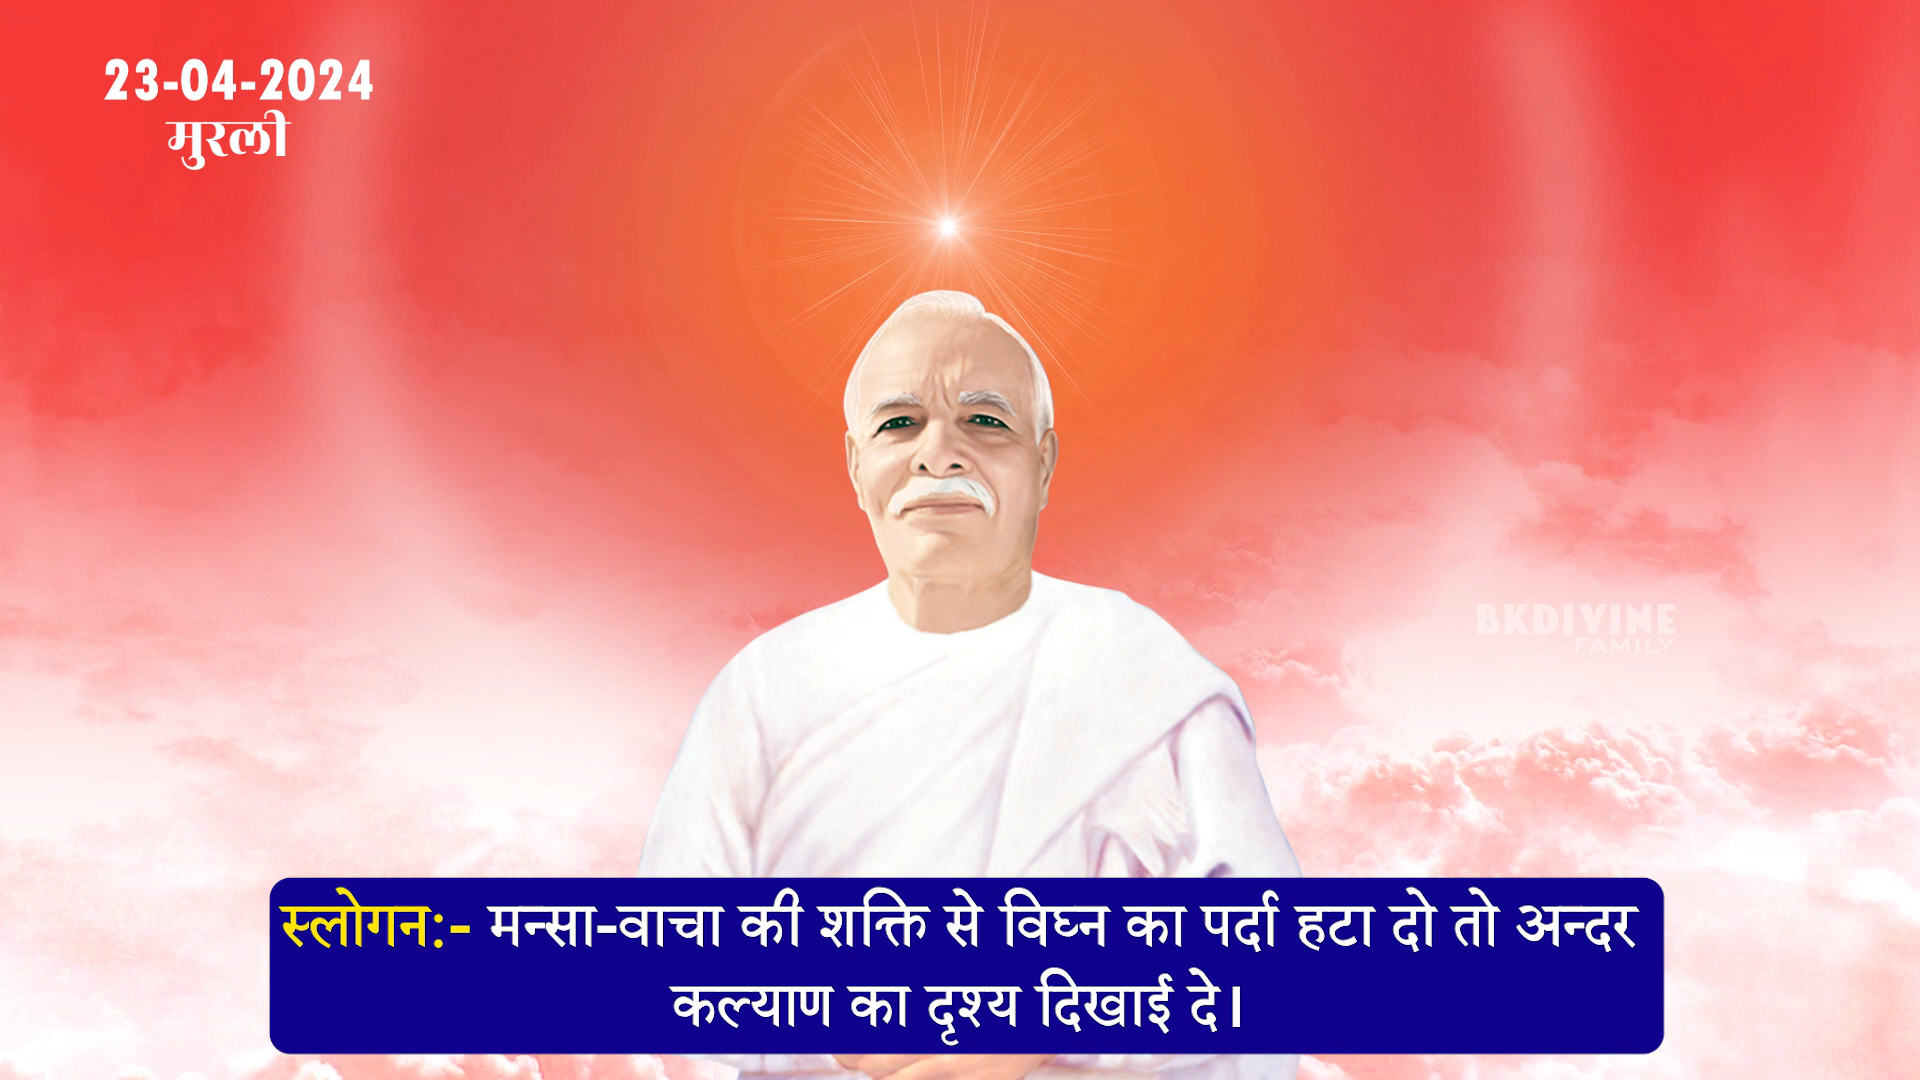 23-04-2024
मुरली
BKDIVINE
FAMILY
स्लोगन:- मन्सा-वाचा की शक्ति से विघ्न का पर्दा हटा दो तो अन्दर
कल्याण का दृश्य दिखाई दे।